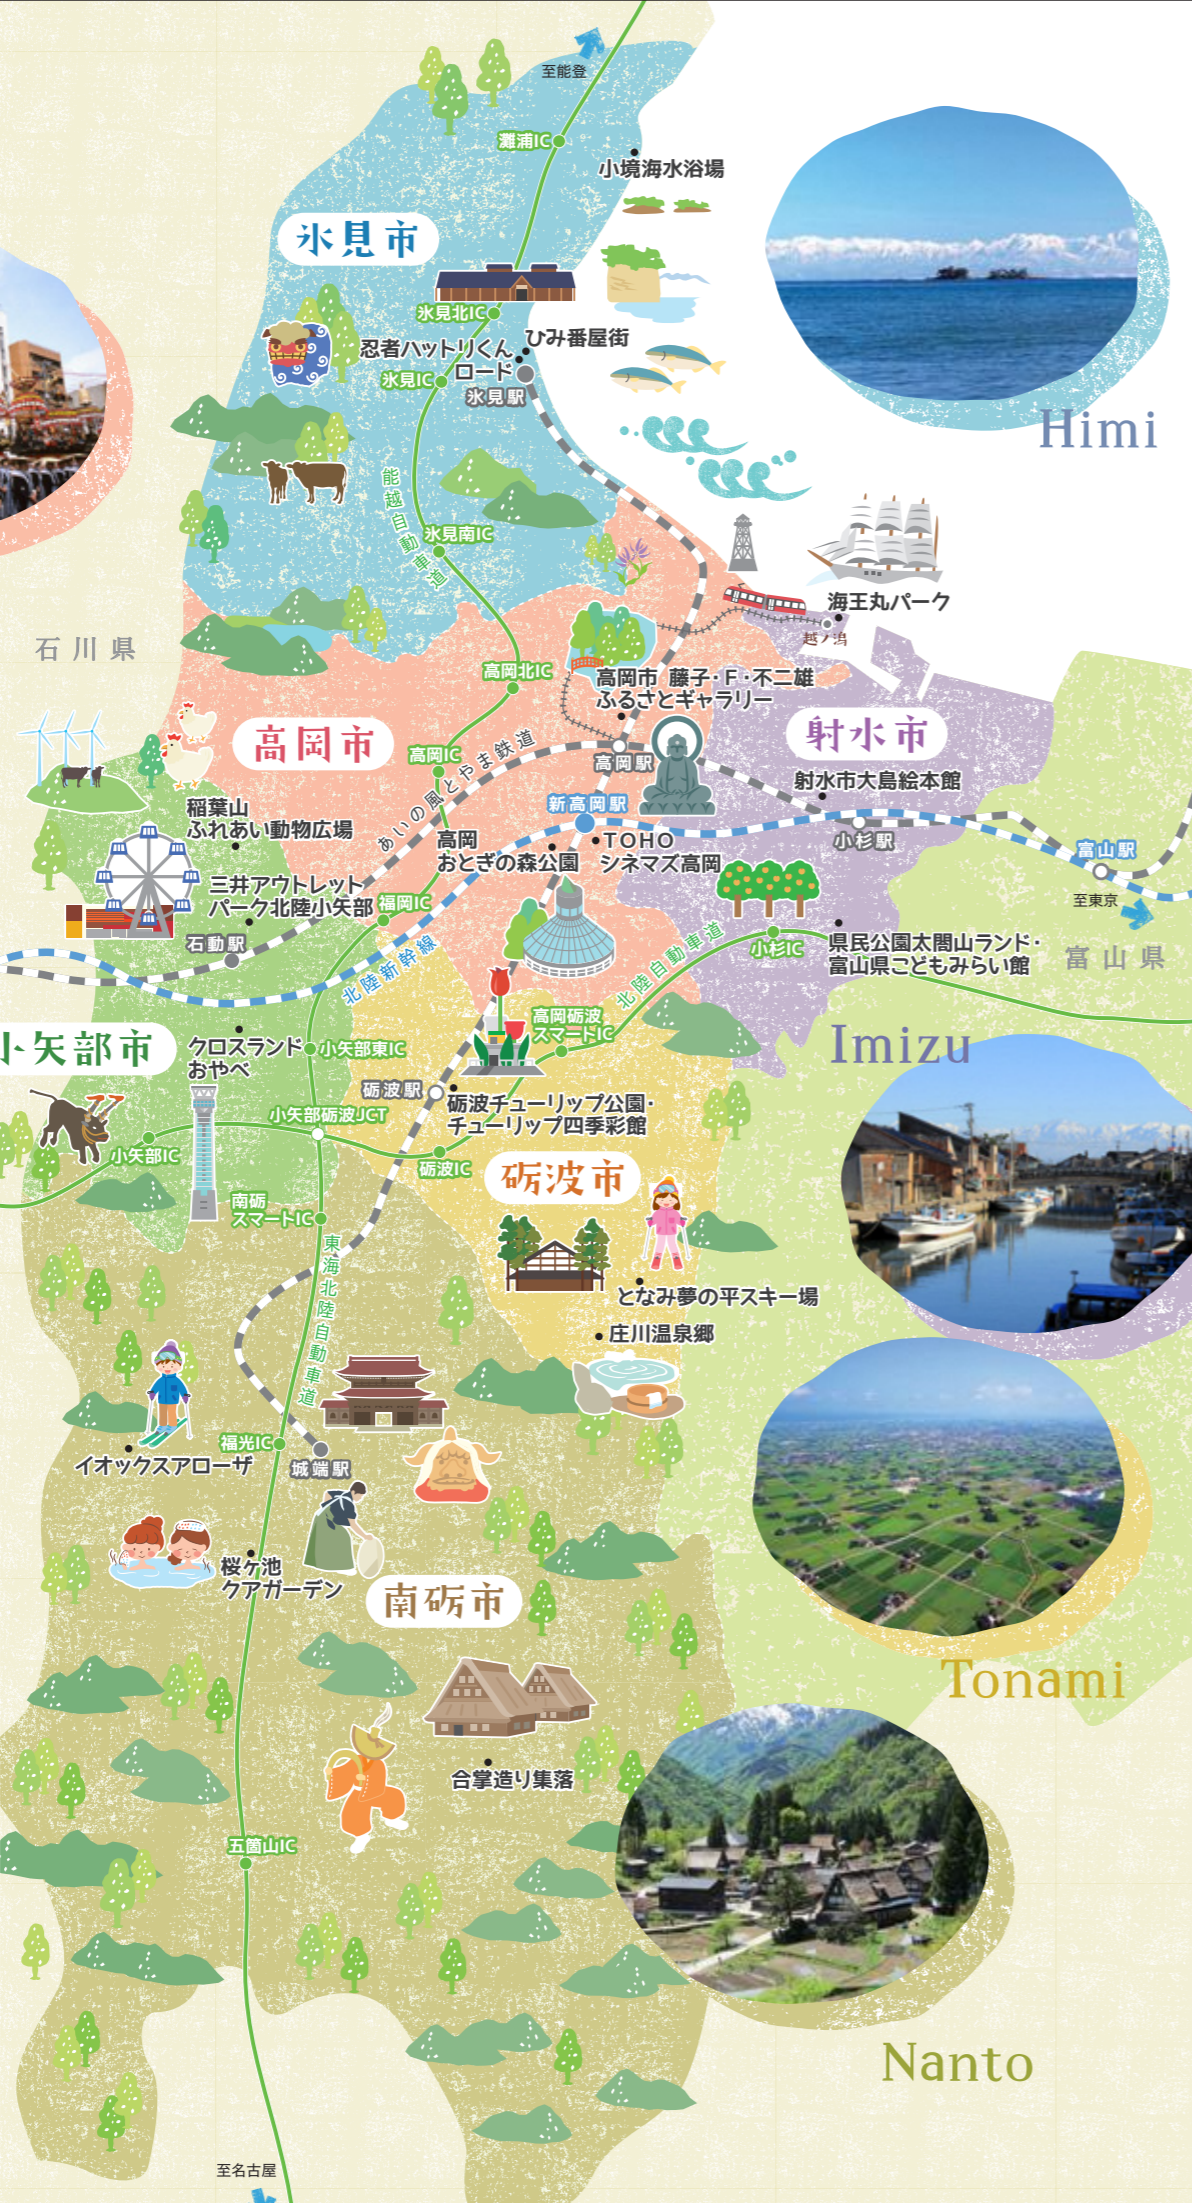 至能登
灘浦IC
小境海水浴場
氷見市
氷見北IC
ひみ番屋街
忍者ハットリくん
ロード
氷見IC
氷見駅
Himi
能越自動車道
氷見南IC
海王丸パーク
越ノ潟
石川県
高岡北IC
高岡市 藤子・F・不二雄
ふるさとギャラリー
高岡市
射水市
高岡IC
あいの風とやま鉄道
高岡駅
射水市大島絵本館
稲葉山
ふれあい動物広場
新高岡駅
高岡
おとぎの森公園
TOHO
シネマズ高岡
小杉駅
富山駅
至東京
三井アウトレット
パーク北陸小矢部
福岡IC
石動駅
北陸新幹線
北陸自動車道
小杉IC
県民公園太閤山ランド・
富山県こどもみらい館
富山県
高岡砺波
スマートIC
小矢部市
クロスランド
おやべ
小矢部東IC
Imizu
砺波駅
砺波チューリップ公園・
チューリップ四季彩館
小矢部砺波JCT
小矢部IC
砺波IC
砺波市
南砺
スマートIC
東海北陸自動車道
となみ夢の平スキー場
庄川温泉郷
福光IC
イオックスアローザ
城端駅
桜ヶ池
クアガーデン
南砺市
Tonami
合掌造り集落
五箇山IC
Nanto
至名古屋